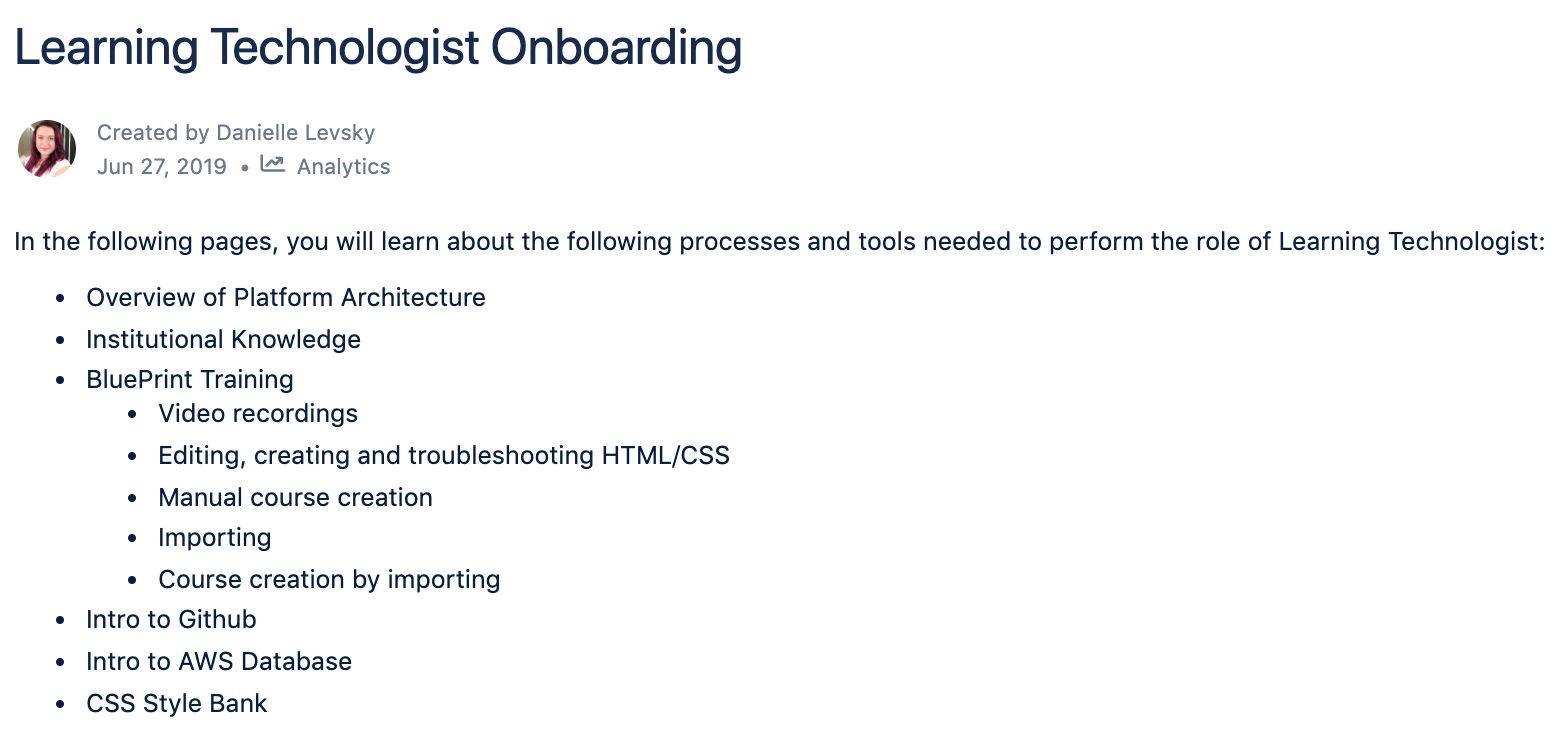 Learning Technologist Onboarding
Created by Danielle Levsky
Jun 27, 2019 • Analytics
In the following pages, you will learn about the following processes and tools needed to perform the role of Learning Technologist:
• Overview of Platform Architecture
• Institutional Knowledge
• BluePrint Training
• Video recordings
• Editing, creating and troubleshooting HTML/CSS
• Manual course creation
• Importing
• Course creation by importing
• Intro to Github
• Intro to AWS Database
• CSS Style Bank